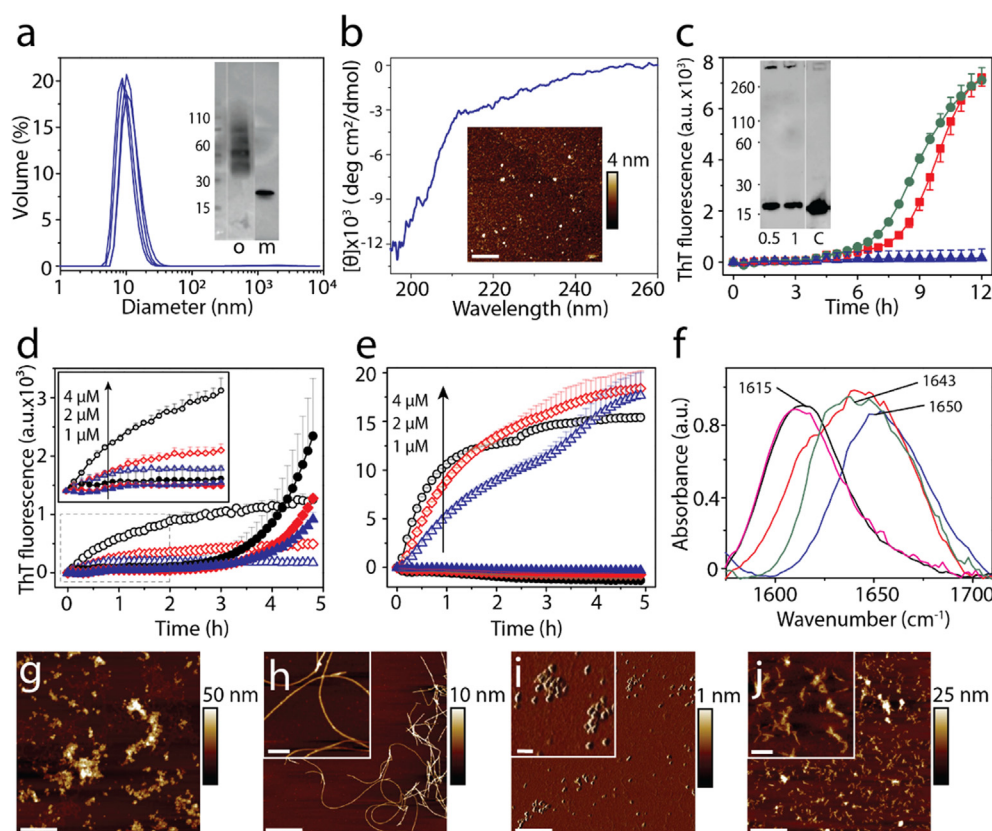 a
Volume (%)
20
15
10
5
0
110
60
30
15
o m
10⁰ 10¹ 10² 10³ 10⁴
Diameter (nm)
b
[θ]x10³ (deg cm²/dmol)
0
-3
-6
-9
-12
4 nm
200 220 240 260
Wavelength (nm)
c
ThT fluorescence (a.u. x10³)
8
6
4
2
0
260
110
60
30
15
0.5 1 C
0 3 6 9 12
Time (h)
d
ThT fluorescence (a.u.x10³)
3
1.5
0
4 μM
2 μM
1 μM
0 1 2 3 4 5
Time (h)
e
20
15
10
5
0
4 μM
2 μM
1 μM
0 1 2 3 4 5
Time (h)
f
Absorbance (a.u.)
0.8
0.4
0
1615
1643
1650
1600 1650 1700
Wavenumber (cm⁻¹)
g
50 nm
h
10 nm
i
1 nm
j
25 nm